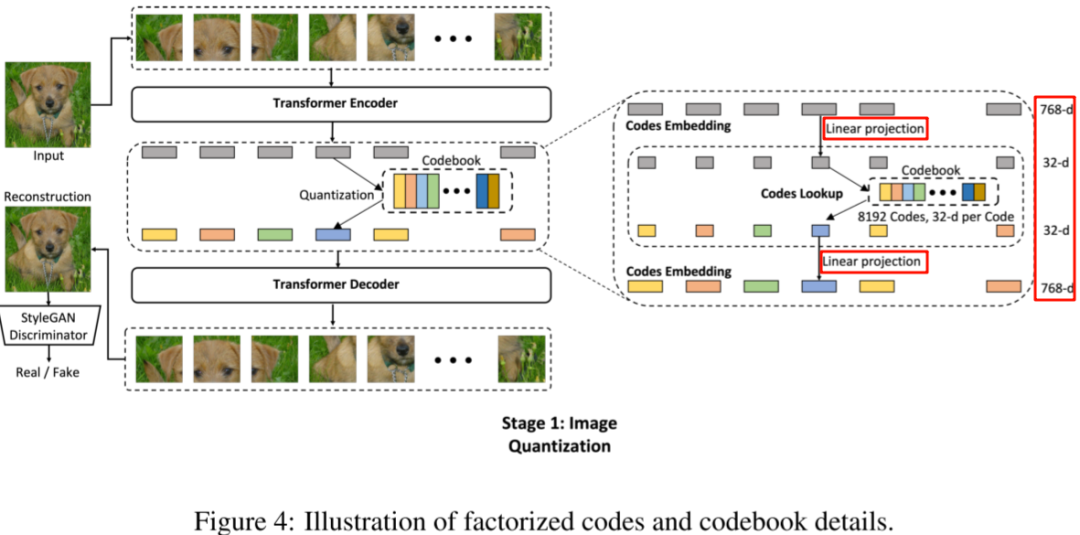 Input
Transformer Encoder
Codebook
Quantization
Reconstruction
Transformer Decoder
StyleGAN
Discriminator
Real / Fake
Codes Embedding
Linear projection
768-d
32-d
Codebook
Codes Lookup
8192 Codes, 32-d per Code
32-d
Linear projection
Codes Embedding
768-d
Stage 1: Image
Quantization
Figure 4: Illustration of factorized codes and codebook details.